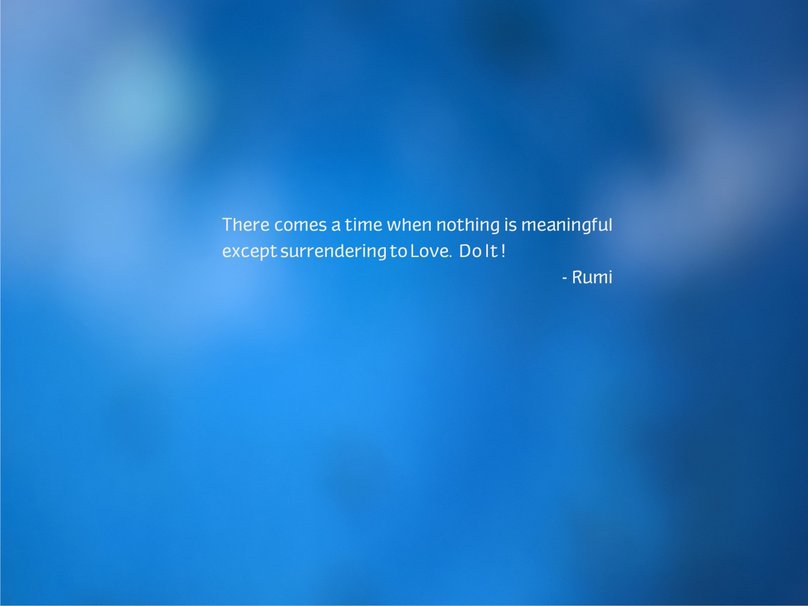 There comes a time when nothing is meaningful
except surrendering to Love. Do It !
- Rumi